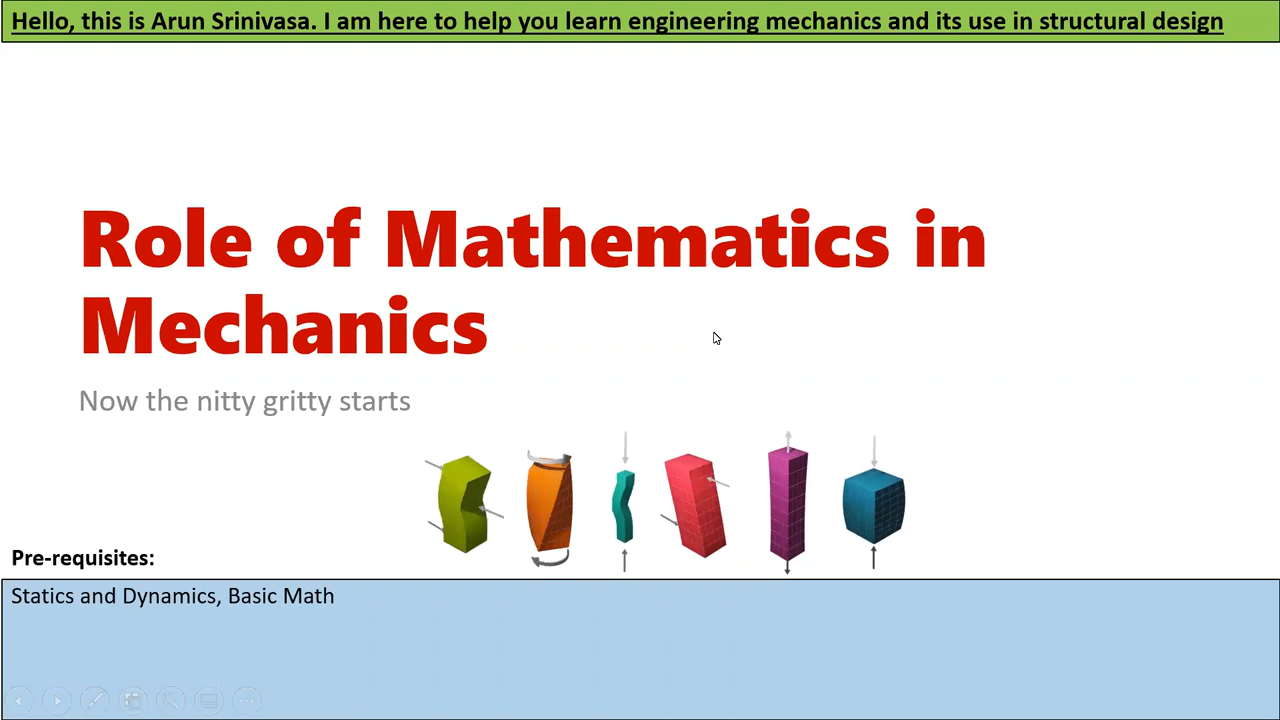 Hello, this is Arun Srinivasa. I am here to help you learn engineering mechanics and its use in structural design
Role of Mathematics in
Mechanics
Now the nitty gritty starts
Pre-requisites:
Statics and Dynamics, Basic Math